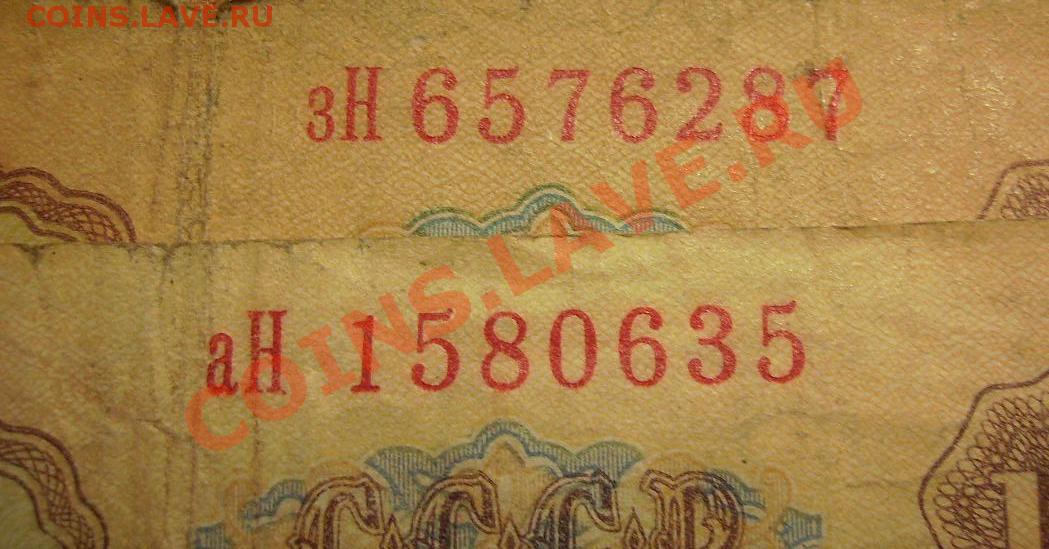 COINS.LAVE.RU
зН 6576287
COINS.LAVE.RU
аН 1580635
СССР